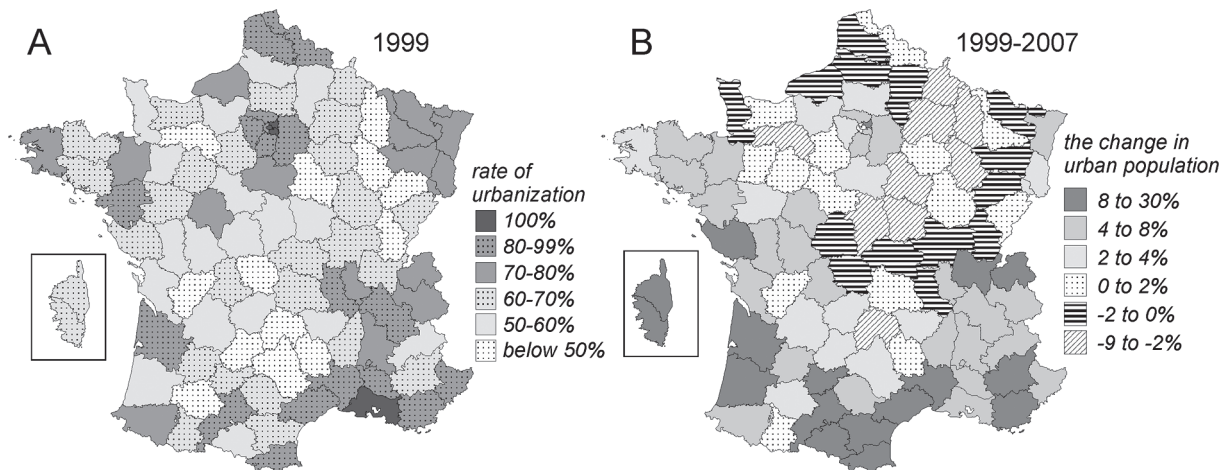 A
1999
rate of
urbanization
100%
80-99%
70-80%
60-70%
50-60%
below 50%
B
1999-2007
the change in
urban population
8 to 30%
4 to 8%
2 to 4%
0 to 2%
-2 to 0%
-9 to -2%